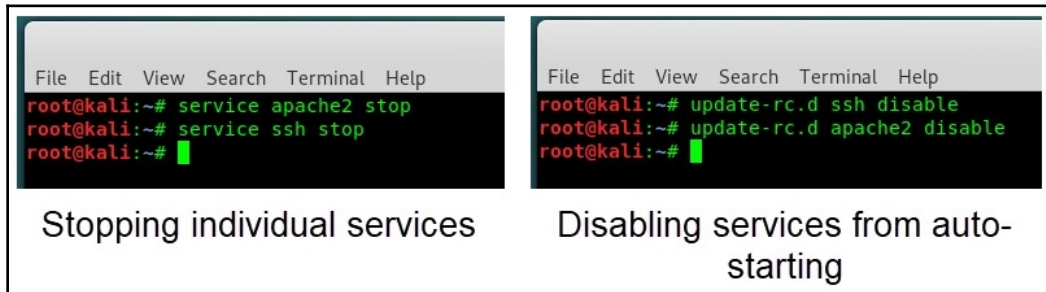 File Edit View Search Terminal Help
root@kali:~# service apache2 stop
root@kali:~# service ssh stop
root@kali:~#
Stopping individual services
File Edit View Search Terminal Help
root@kali:~# update-rc.d ssh disable
root@kali:~# update-rc.d apache2 disable
root@kali:~#
Disabling services from auto-
starting